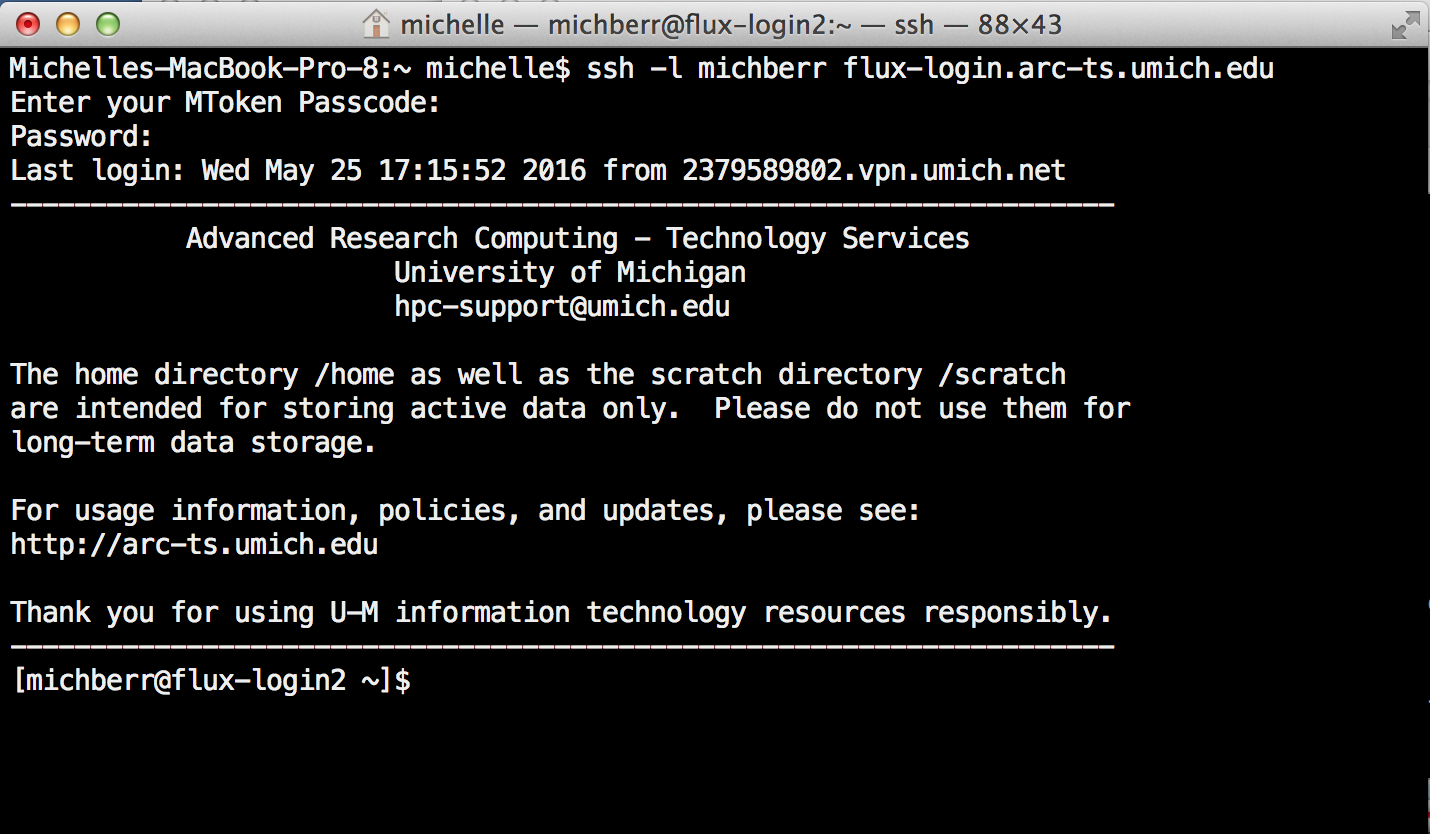 michelle — michberr@flux-login2:~ — ssh — 88×43
Michelles-MacBook-Pro-8:~ michelle$ ssh -l michberr flux-login.arc-ts.umich.edu
Enter your MToken Passcode:
Password:
Last login: Wed May 25 17:15:52 2016 from 2379589802.vpn.umich.net
---------------------------------------------------------------------
Advanced Research Computing - Technology Services
University of Michigan
hpc-support@umich.edu
The home directory /home as well as the scratch directory /scratch
are intended for storing active data only.  Please do not use them for
long-term data storage.
For usage information, policies, and updates, please see:
http://arc-ts.umich.edu
Thank you for using U-M information technology resources responsibly.
---------------------------------------------------------------------
[michberr@flux-login2 ~]$